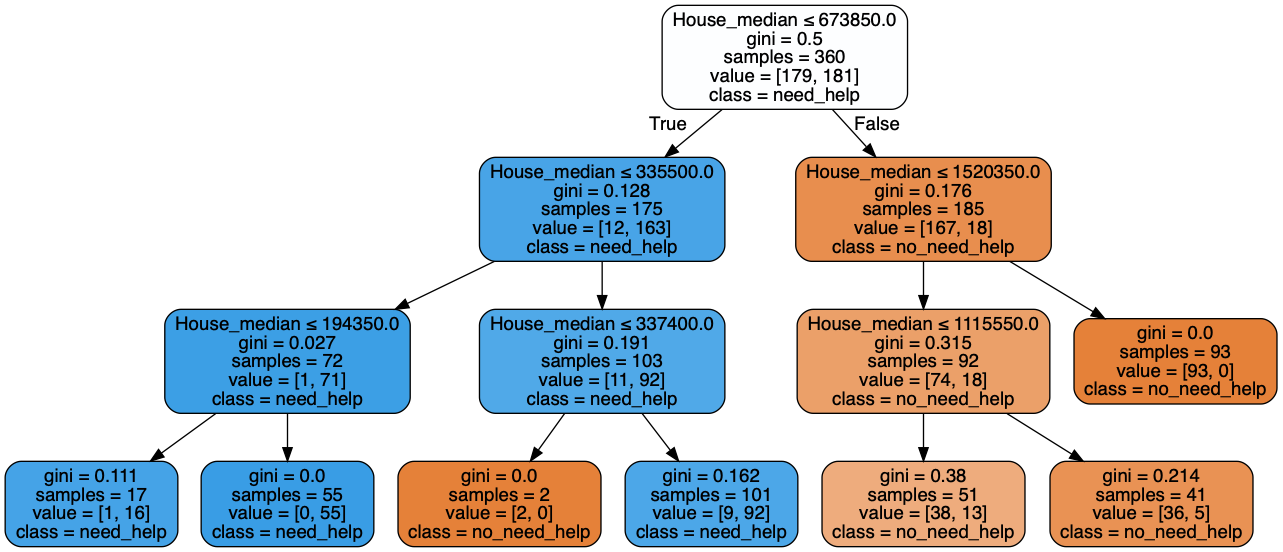 House_median ≤ 673850.0
gini = 0.5
samples = 360
value = [179, 181]
class = need_help
True
False
House_median ≤ 335500.0
gini = 0.128
samples = 175
value = [12, 163]
class = need_help
House_median ≤ 1520350.0
gini = 0.176
samples = 185
value = [167, 18]
class = no_need_help
House_median ≤ 194350.0
gini = 0.027
samples = 72
value = [1, 71]
class = need_help
House_median ≤ 337400.0
gini = 0.191
samples = 103
value = [11, 92]
class = need_help
House_median ≤ 1115550.0
gini = 0.315
samples = 92
value = [74, 18]
class = no_need_help
gini = 0.0
samples = 93
value = [93, 0]
class = no_need_help
gini = 0.111
samples = 17
value = [1, 16]
class = need_help
gini = 0.0
samples = 55
value = [0, 55]
class = need_help
gini = 0.0
samples = 2
value = [2, 0]
class = no_need_help
gini = 0.162
samples = 101
value = [9, 92]
class = need_help
gini = 0.38
samples = 51
value = [38, 13]
class = no_need_help
gini = 0.214
samples = 41
value = [36, 5]
class = no_need_help